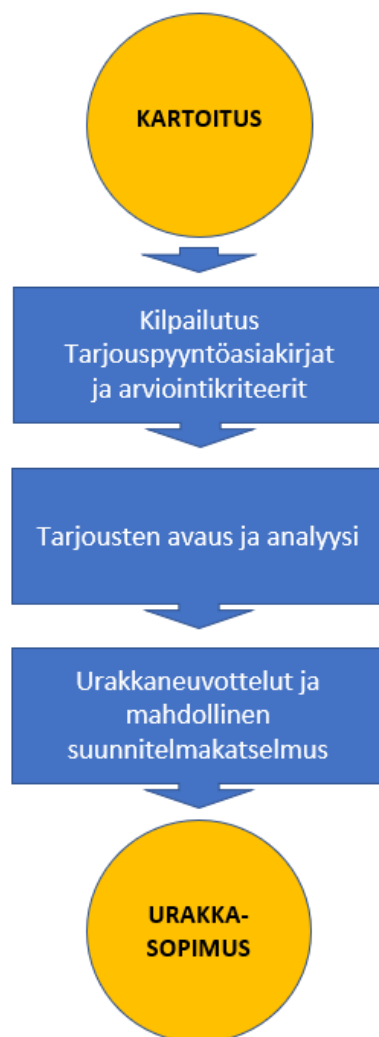 KARTOITUS
Kilpailutus
Tarjouspyyntöasiakirjat
ja arviointikriteerit
Tarjousten avaus ja analyysi
Urakkaneuvottelut ja
mahdollinen
suunnitelmakatselmus
URAKKA-
SOPIMUS